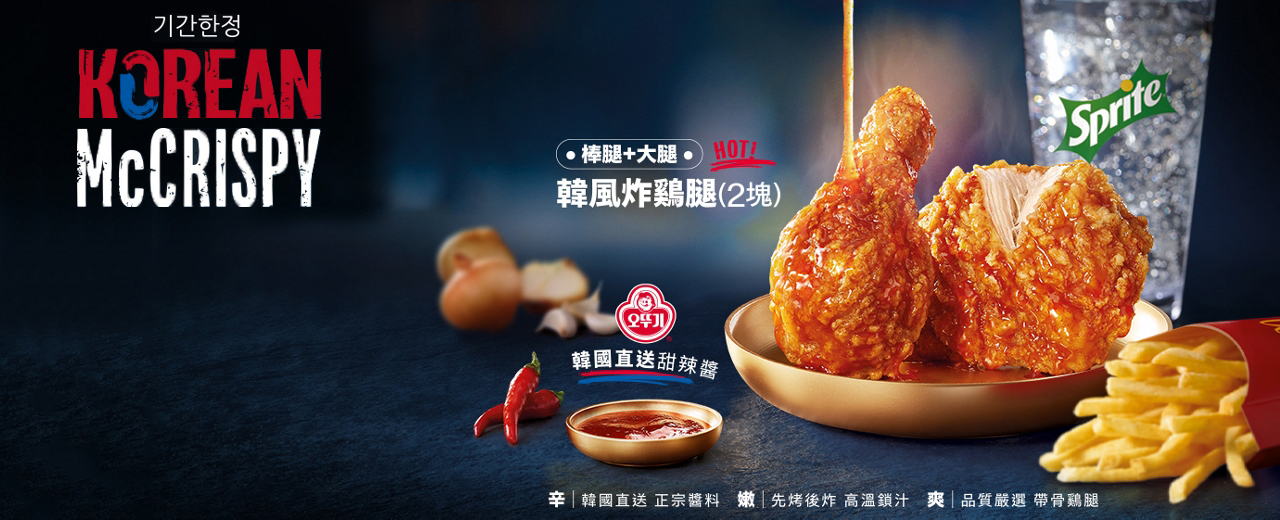 기간한정
KOREAN
McCRISPY
•棒腿+大腿•
HOT!
韓風炸鷄腿(2塊)
Sprite
오뚜기
韓國直送甜辣醬
辛|韓國直送 正宗醬料 嫩|先烤後炸 高溫鎖汁 爽|品質嚴選 帶骨鷄腿